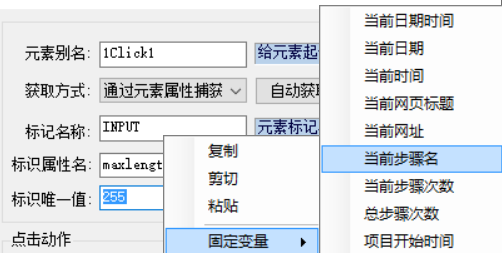 元素别名: 1Click1 给元素起
获取方式: 通过元素属性捕获 自动获取
标记名称: INPUT 元素标记
标识属性名: maxlengt
标识唯一值: 255
点击动作
复制
剪切
粘贴
固定变量
当前日期时间
当前日期
当前时间
当前网页标题
当前网址
当前步骤名
当前步骤次数
总步骤次数
项目开始时间